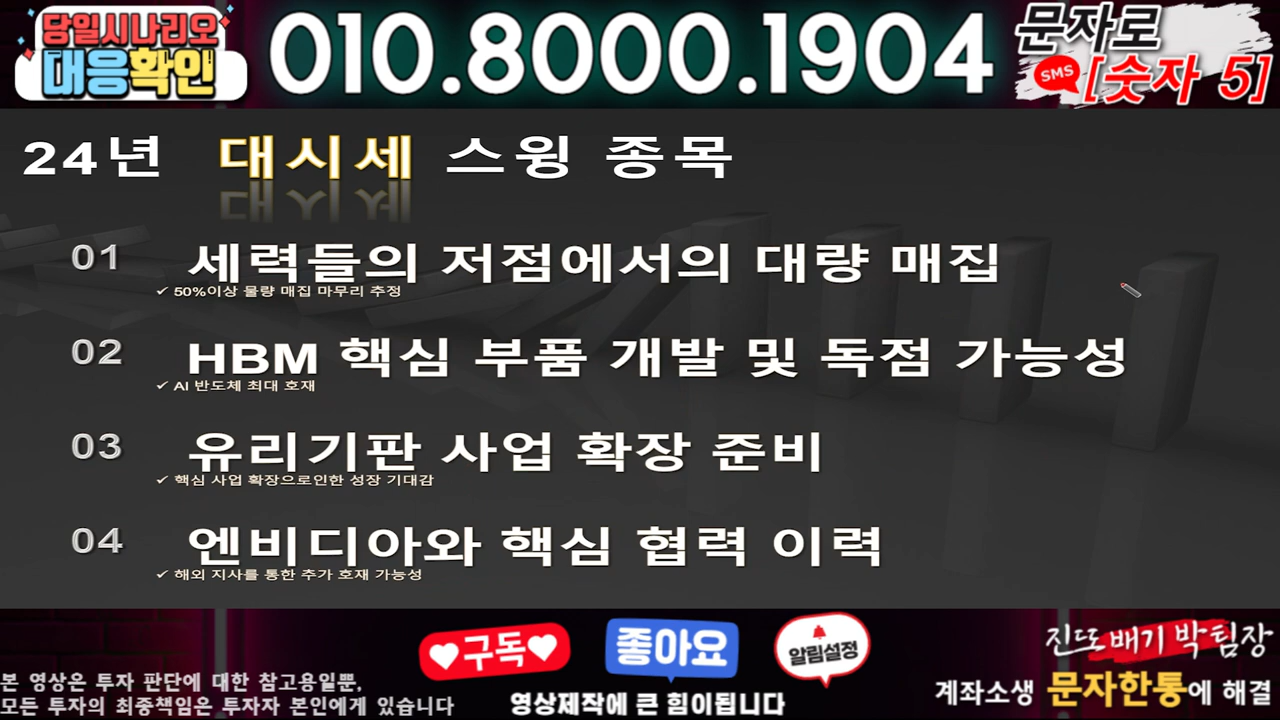 당일시나리오
대응확인
010.8000.1904
문자로
SMS [숫자 5]
24년 대시세 스윙 종목
01 세력들의 저점에서의 대량 매집
✓ 50%이상 물량 매집 마무리 추정
02 HBM 핵심 부품 개발 및 독점 가능성
✓ AI 반도체 최대 호재
03 유리기판 사업 확장 준비
✓ 핵심 사업 확장으로인한 성장 기대감
04 엔비디아와 핵심 협력 이력
✓ 해외 지사를 통한 추가 호재 가능성
구독
좋아요
알림설정
영상제작에 큰 힘이됩니다
본 영상은 투자 판단에 대한 참고용일뿐,
모든 투자의 최종책임은 투자자 본인에게 있습니다
진또배기 박팀장
계좌소생 문자한통에 해결